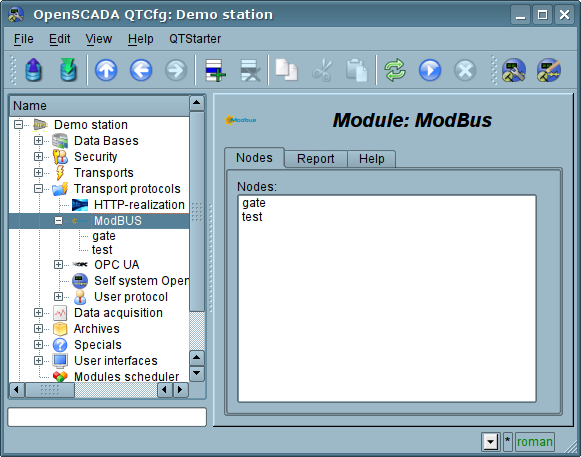 OpenSCADA QTCfg: Demo station
File Edit View Help QTStarter
Name
Demo station
Data Bases
Security
Transports
Transport protocols
HTTP-realization
ModBUS
gate
test
OPC UA
Self system Open
User protocol
Data acquisition
Archives
Specials
User interfaces
Modules scheduler
Modbus
Module: ModBus
Nodes Report Help
Nodes:
gate
test
* roman